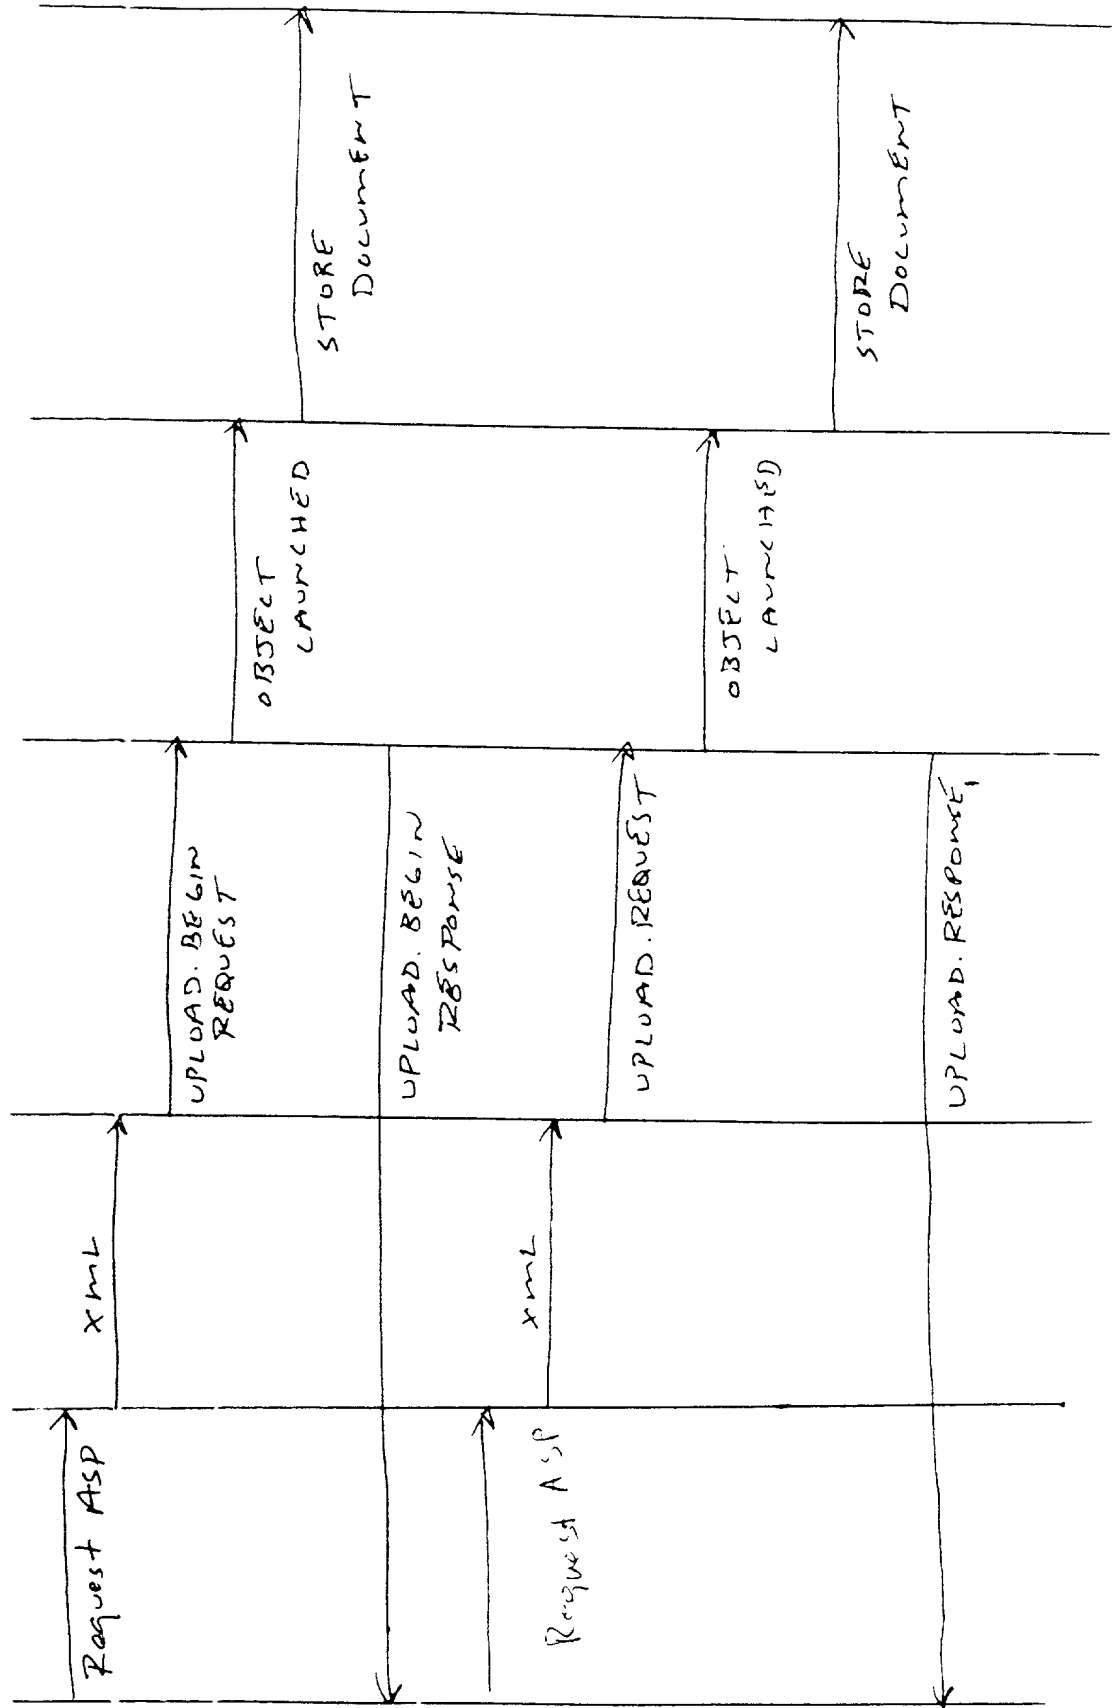 Request ASP
XML
UPLOAD.BEGIN
REQUEST
OBJECT
LAUNCHED
STORE
DOCUMENT
UPLOAD.BEGIN
RESPONSE
Request ASP
XML
UPLOAD.REQUEST
OBJECT
LAUNCHED
STORE
DOCUMENT
UPLOAD.RESPONSE